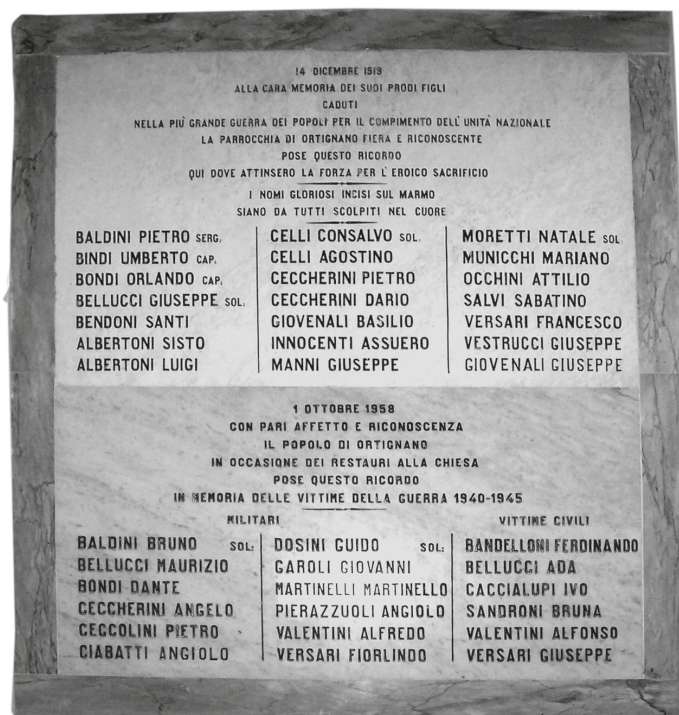 14 DICEMBRE 1919
ALLA CARA MEMORIA DEI SUOI PRODI FIGLI
CADUTI
NELLA PIU' GRANDE GUERRA DEI POPOLI PER IL COMPIMENTO DELL'UNITÀ NAZIONALE
LA PARROCCHIA DI ORTIGNANO FIERA E RICONOSCENTE
POSE QUESTO RICORDO
QUI DOVE ATTINSERO LA FORZA PER L'EROICO SACRIFICIO
I NOMI GLORIOSI INCISI SUL MARMO
SIANO DA TUTTI SCOLPITI NEL CUORE
BALDINI PIETRO SERG.
BINDI UMBERTO CAP.
BONDI ORLANDO CAP.
BELLUCCI GIUSEPPE SOL.
BENDONI SANTI
ALBERTONI SISTO
ALBERTONI LUIGI
CELLI CONSALVO SOL.
CELLI AGOSTINO
CECCHERINI PIETRO
CECCHERINI DARIO
GIOVENALI BASILIO
INNOCENTI ASSUERO
MANNI GIUSEPPE
MORETTI NATALE SOL.
MUNICCHI MARIANO
OCCHINI ATTILIO
SALVI SABATINO
VERSARI FRANCESCO
VESTRUCCI GIUSEPPE
GIOVENALI GIUSEPPE
1 OTTOBRE 1958
CON PARI AFFETTO E RICONOSCENZA
IL POPOLO DI ORTIGNANO
IN OCCASIONE DEI RESTAURI ALLA CHIESA
POSE QUESTO RICORDO
IN MEMORIA DELLE VITTIME DELLA GUERRA 1940-1945
MILITARI
BALDINI BRUNO SOL:
BELLUCCI MAURIZIO
BONDI DANTE
CECCHERINI ANGELO
CECCOLINI PIETRO
CIABATTI ANGIOLO
DOSINI GUIDO SOL:
GAROLI GIOVANNI
MARTINELLI MARTINELLO
PIERAZZUOLI ANGIOLO
VALENTINI ALFREDO
VERSARI FIORLINDO
VITTIME CIVILI
BANDELLONI FERDINANDO
BELLUCCI ADA
CACCIALUPI IVO
SANDRONI BRUNA
VALENTINI ALFONSO
VERSARI GIUSEPPE